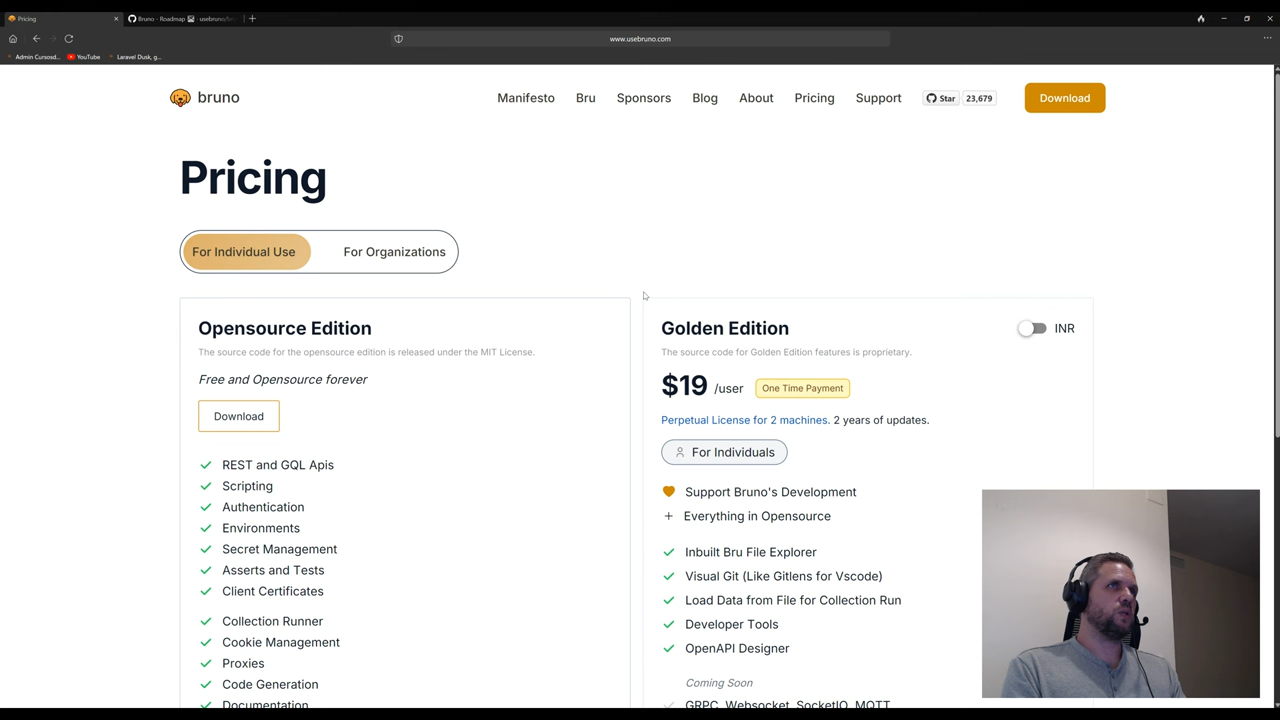 Pricing
Bruno - Roadmap
usebruno/br
www.usebruno.com
Admin Cursosd...
YouTube
Laravel Dusk, g...
bruno
Manifesto
Bru
Sponsors
Blog
About
Pricing
Support
Star
23,679
Download
Pricing
For Individual Use
For Organizations
Opensource Edition
The source code for the opensource edition is released under the MIT License.
Free and Opensource forever
Download
REST and GQL Apis
Scripting
Authentication
Environments
Secret Management
Asserts and Tests
Client Certificates
Collection Runner
Cookie Management
Proxies
Code Generation
Documentation
Golden Edition
INR
The source code for Golden Edition features is proprietary.
$19 /user
One Time Payment
Perpetual License for 2 machines. 2 years of updates.
For Individuals
Support Bruno's Development
Everything in Opensource
Inbuilt Bru File Explorer
Visual Git (Like Gitlens for Vscode)
Load Data from File for Collection Run
Developer Tools
OpenAPI Designer
Coming Soon
GRPC, Websocket, SocketIO, MQTT